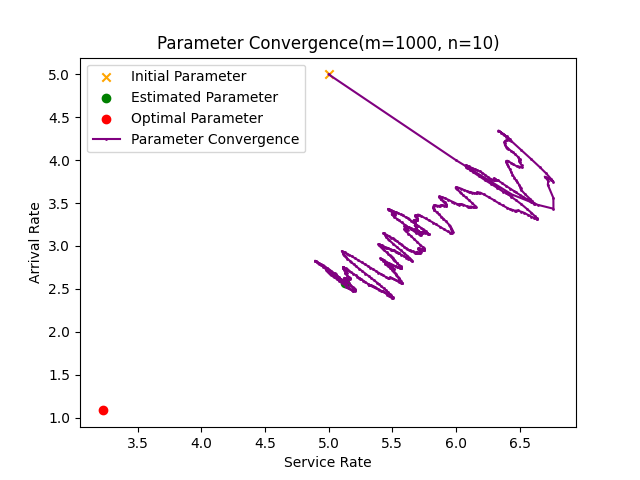 Parameter Convergence(m=1000, n=10)
Initial Parameter
Estimated Parameter
Optimal Parameter
Parameter Convergence
5.0
4.5
4.0
3.5
3.0
2.5
2.0
1.5
1.0
Arrival Rate
3.5 4.0 4.5 5.0 5.5 6.0 6.5
Service Rate